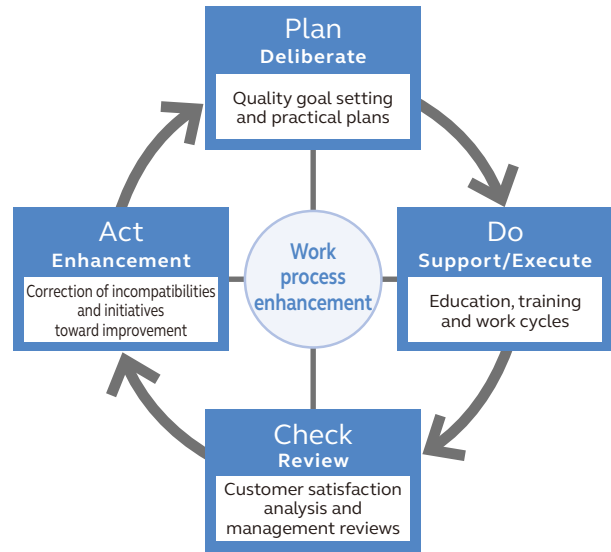 Plan
Deliberate
Quality goal setting
and practical plans
Act
Enhancement
Correction of incompatibilities
and initiatives
toward improvement
Work
process
enhancement
Do
Support/Execute
Education, training
and work cycles
Check
Review
Customer satisfaction
analysis and
management reviews